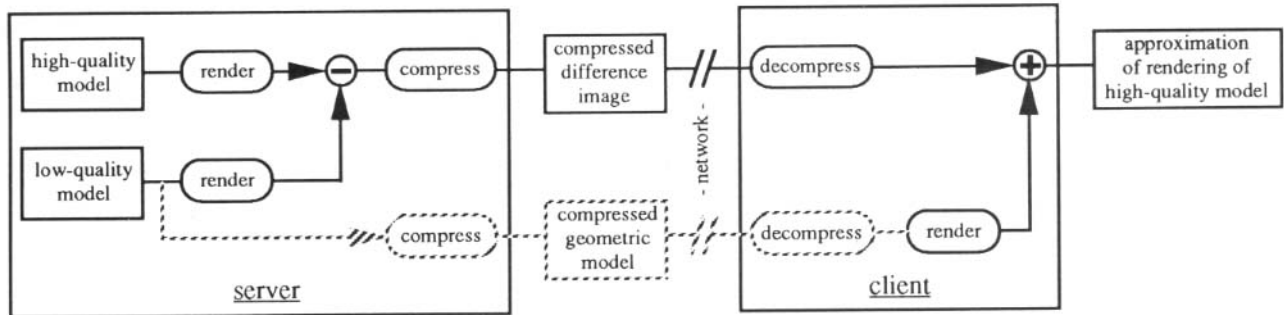 high-quality
model
render
compress
compressed
difference
image
decompress
approximation
of rendering of
high-quality model
low-quality
model
render
- network -
compress
compressed
geometric
model
decompress
render
server
client